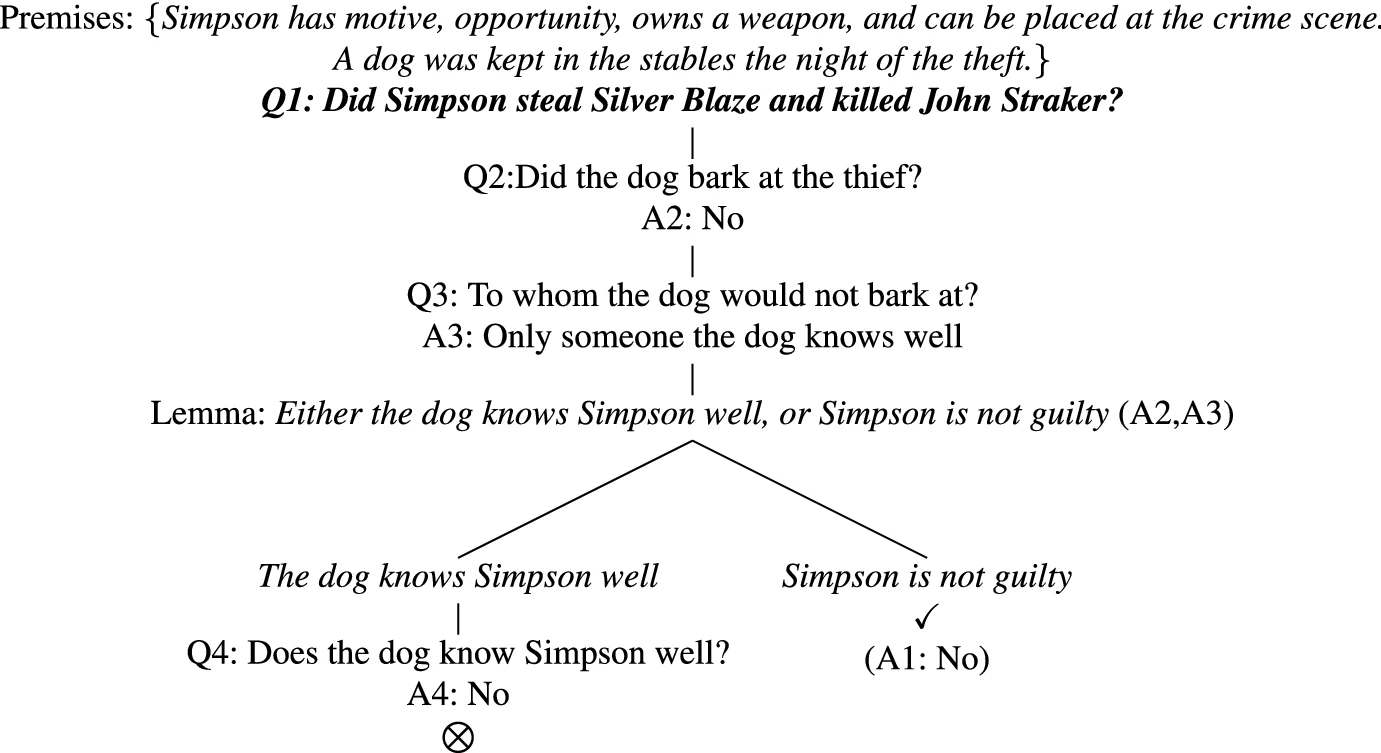 Premises: {Simpson has motive, opportunity, owns a weapon, and can be placed at the crime scene.
A dog was kept in the stables the night of the theft.}
Q1: Did Simpson steal Silver Blaze and killed John Straker?
Q2:Did the dog bark at the thief?
A2: No
Q3: To whom the dog would not bark at?
A3: Only someone the dog knows well
Lemma: Either the dog knows Simpson well, or Simpson is not guilty (A2,A3)
The dog knows Simpson well
Simpson is not guilty
✓
Q4: Does the dog know Simpson well?
(A1: No)
A4: No
⊗